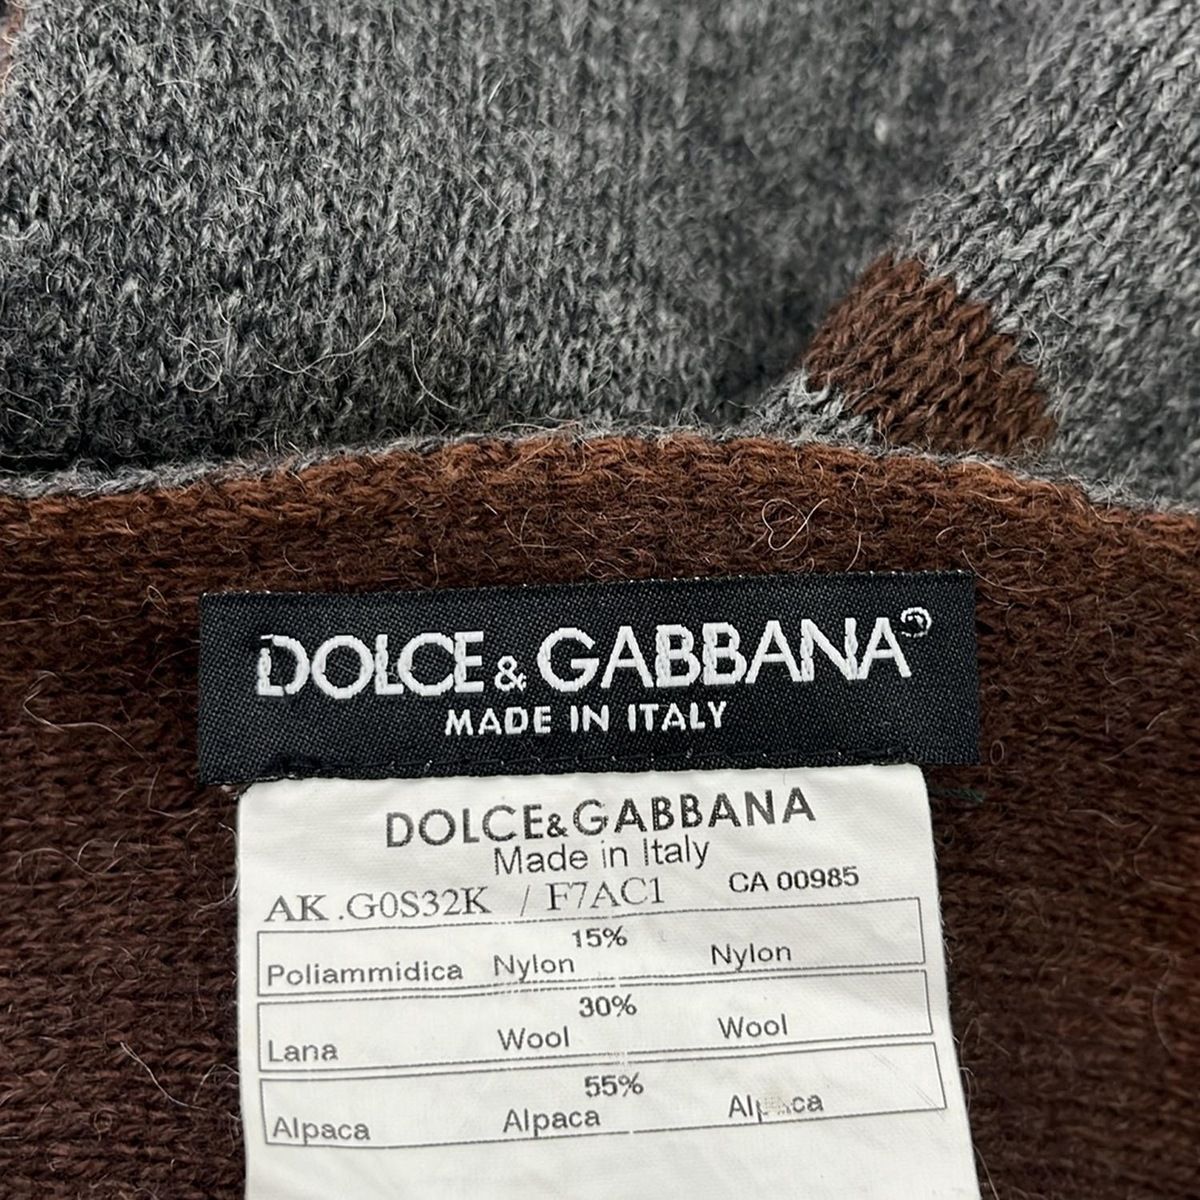 DOLCE & GABBANA
MADE IN ITALY
DOLCE&GABBANA
Made in Italy
AK .G0S32K / F7AC1 CA 00985
15%
Poliammidica Nylon Nylon
30%
Lana Wool Wool
55%
Alpaca Alpaca